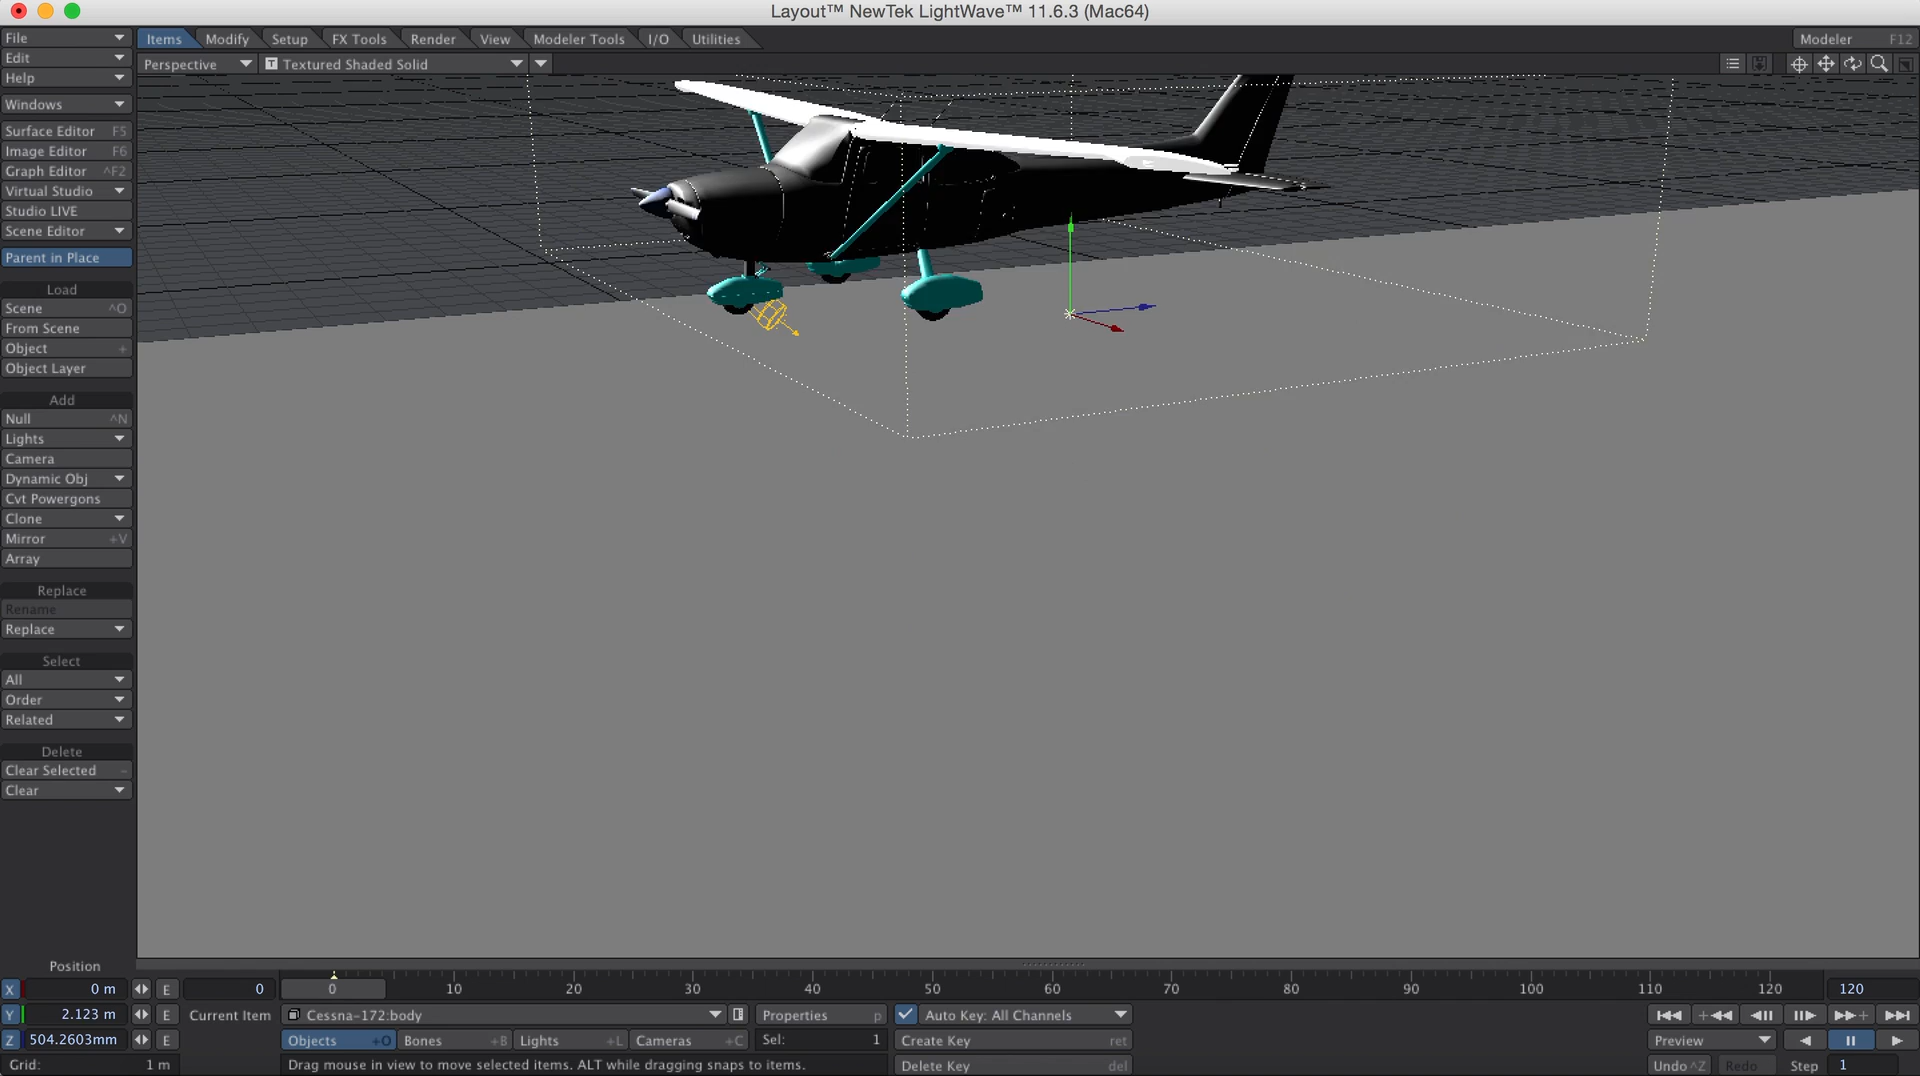 Layout™ NewTek LightWave™ 11.6.3 (Mac64)
File
Edit
Help
Windows
Surface Editor F5
Image Editor F6
Graph Editor ^F2
Virtual Studio
Studio LIVE
Scene Editor
Parent in Place
Load
Scene ^O
From Scene
Object +
Object Layer
Add
Null ^N
Lights
Camera
Dynamic Obj
Cvt Powergons
Clone
Mirror +V
Array
Replace
Rename
Replace
Select
All
Order
Related
Delete
Clear Selected -
Clear
Items Modify Setup FX Tools Render View Modeler Tools I/O Utilities Modeler F12
Perspective T Textured Shaded Solid
Position
X 0 m E 0 0 10 20 30 40 50 60 70 80 90 100 110 120 120
Y 2.123 m E Current Item Cessna-172:body Properties p Auto Key: All Channels
Z 504.2603mm E Objects +O Bones +B Lights +L Cameras +C Sel: 1 Create Key ret Preview
Grid: 1 m Drag mouse in view to move selected items. ALT while dragging snaps to items. Delete Key del Undo ^Z Redo Step 1